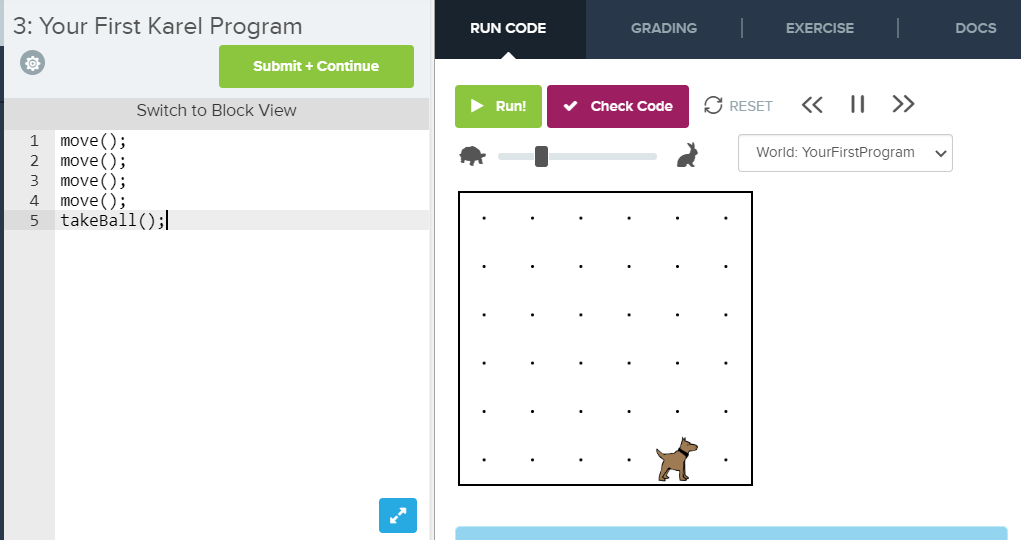 3: Your First Karel Program
Submit + Continue
Switch to Block View
1 move();
2 move();
3 move();
4 move();
5 takeBall();
RUN CODE | GRADING | EXERCISE | DOCS
Run!
Check Code
RESET
World: YourFirstProgram